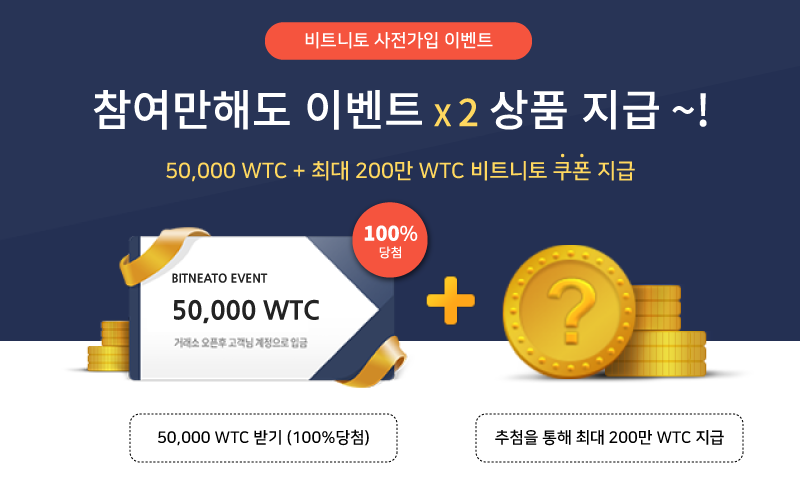 비트니토 사전가입 이벤트
참여만해도 이벤트 x 2 상품 지급 ~!
50,000 WTC + 최대 200만 WTC 비트니토 쿠폰 지급
100%
당첨
BITNEATO EVENT
50,000 WTC
거래소 오픈후 고객님 계정으로 입금
?
50,000 WTC 받기 (100%당첨)
추첨을 통해 최대 200만 WTC 지급